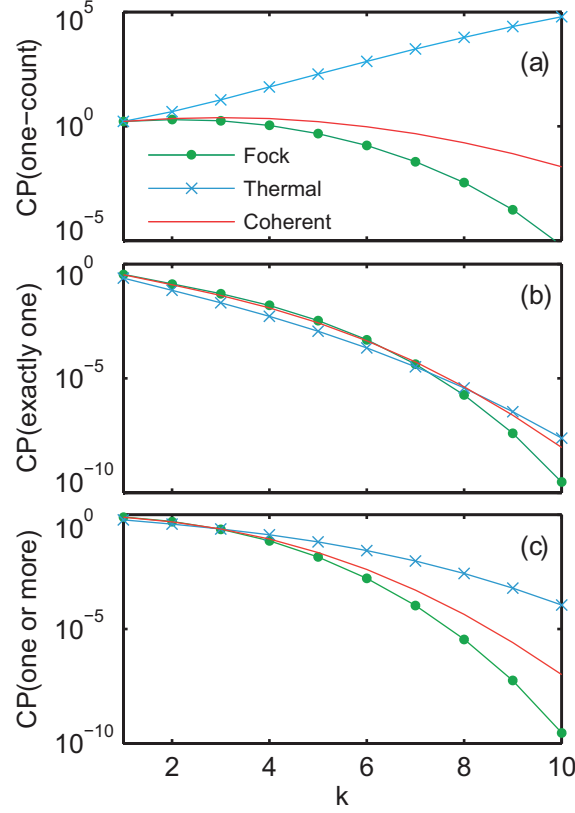 10^5
(a)
CP(one-count)
10^0
Fock
Thermal
Coherent
10^-5
10^0
(b)
CP(exactly one)
10^-5
10^-10
10^0
(c)
CP(one or more)
10^-5
10^-10
2 4 6 8 10
k